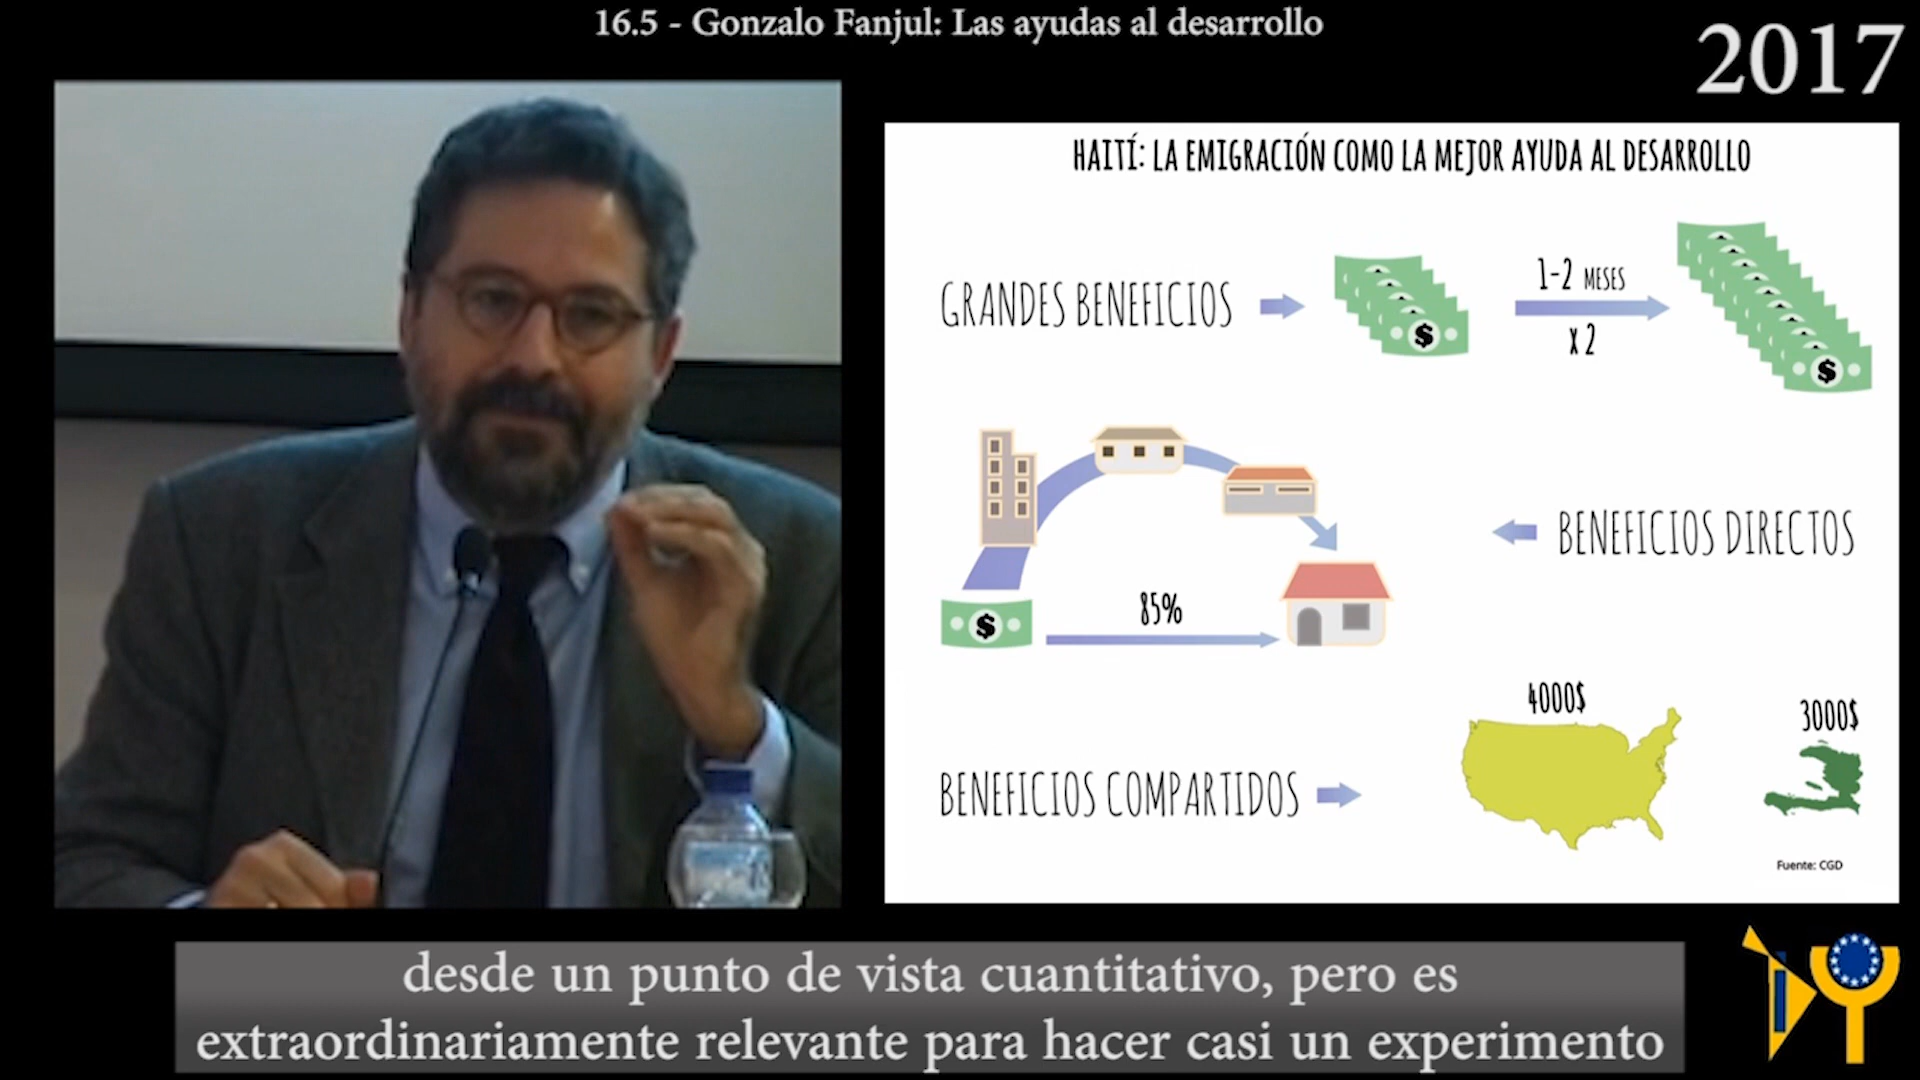 16.5 - Gonzalo Fanjul: Las ayudas al desarrollo
2017
HAITÍ: LA EMIGRACIÓN COMO LA MEJOR AYUDA AL DESARROLLO
GRANDES BENEFICIOS
$
1-2 MESES
X 2
$
BENEFICIOS DIRECTOS
$
85%
BENEFICIOS COMPARTIDOS
4000$
3000$
Fuente: CGD
desde un punto de vista cuantitativo, pero es
extraordinariamente relevante para hacer casi un experimento